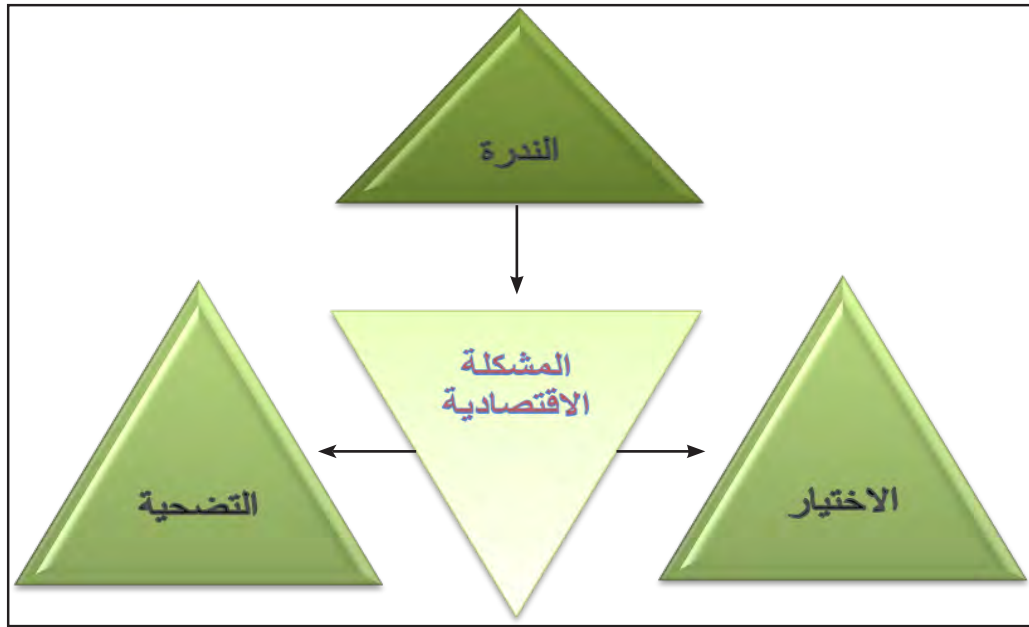 الندرة
المشكلة
الاقتصادية
الاختيار
التضحية